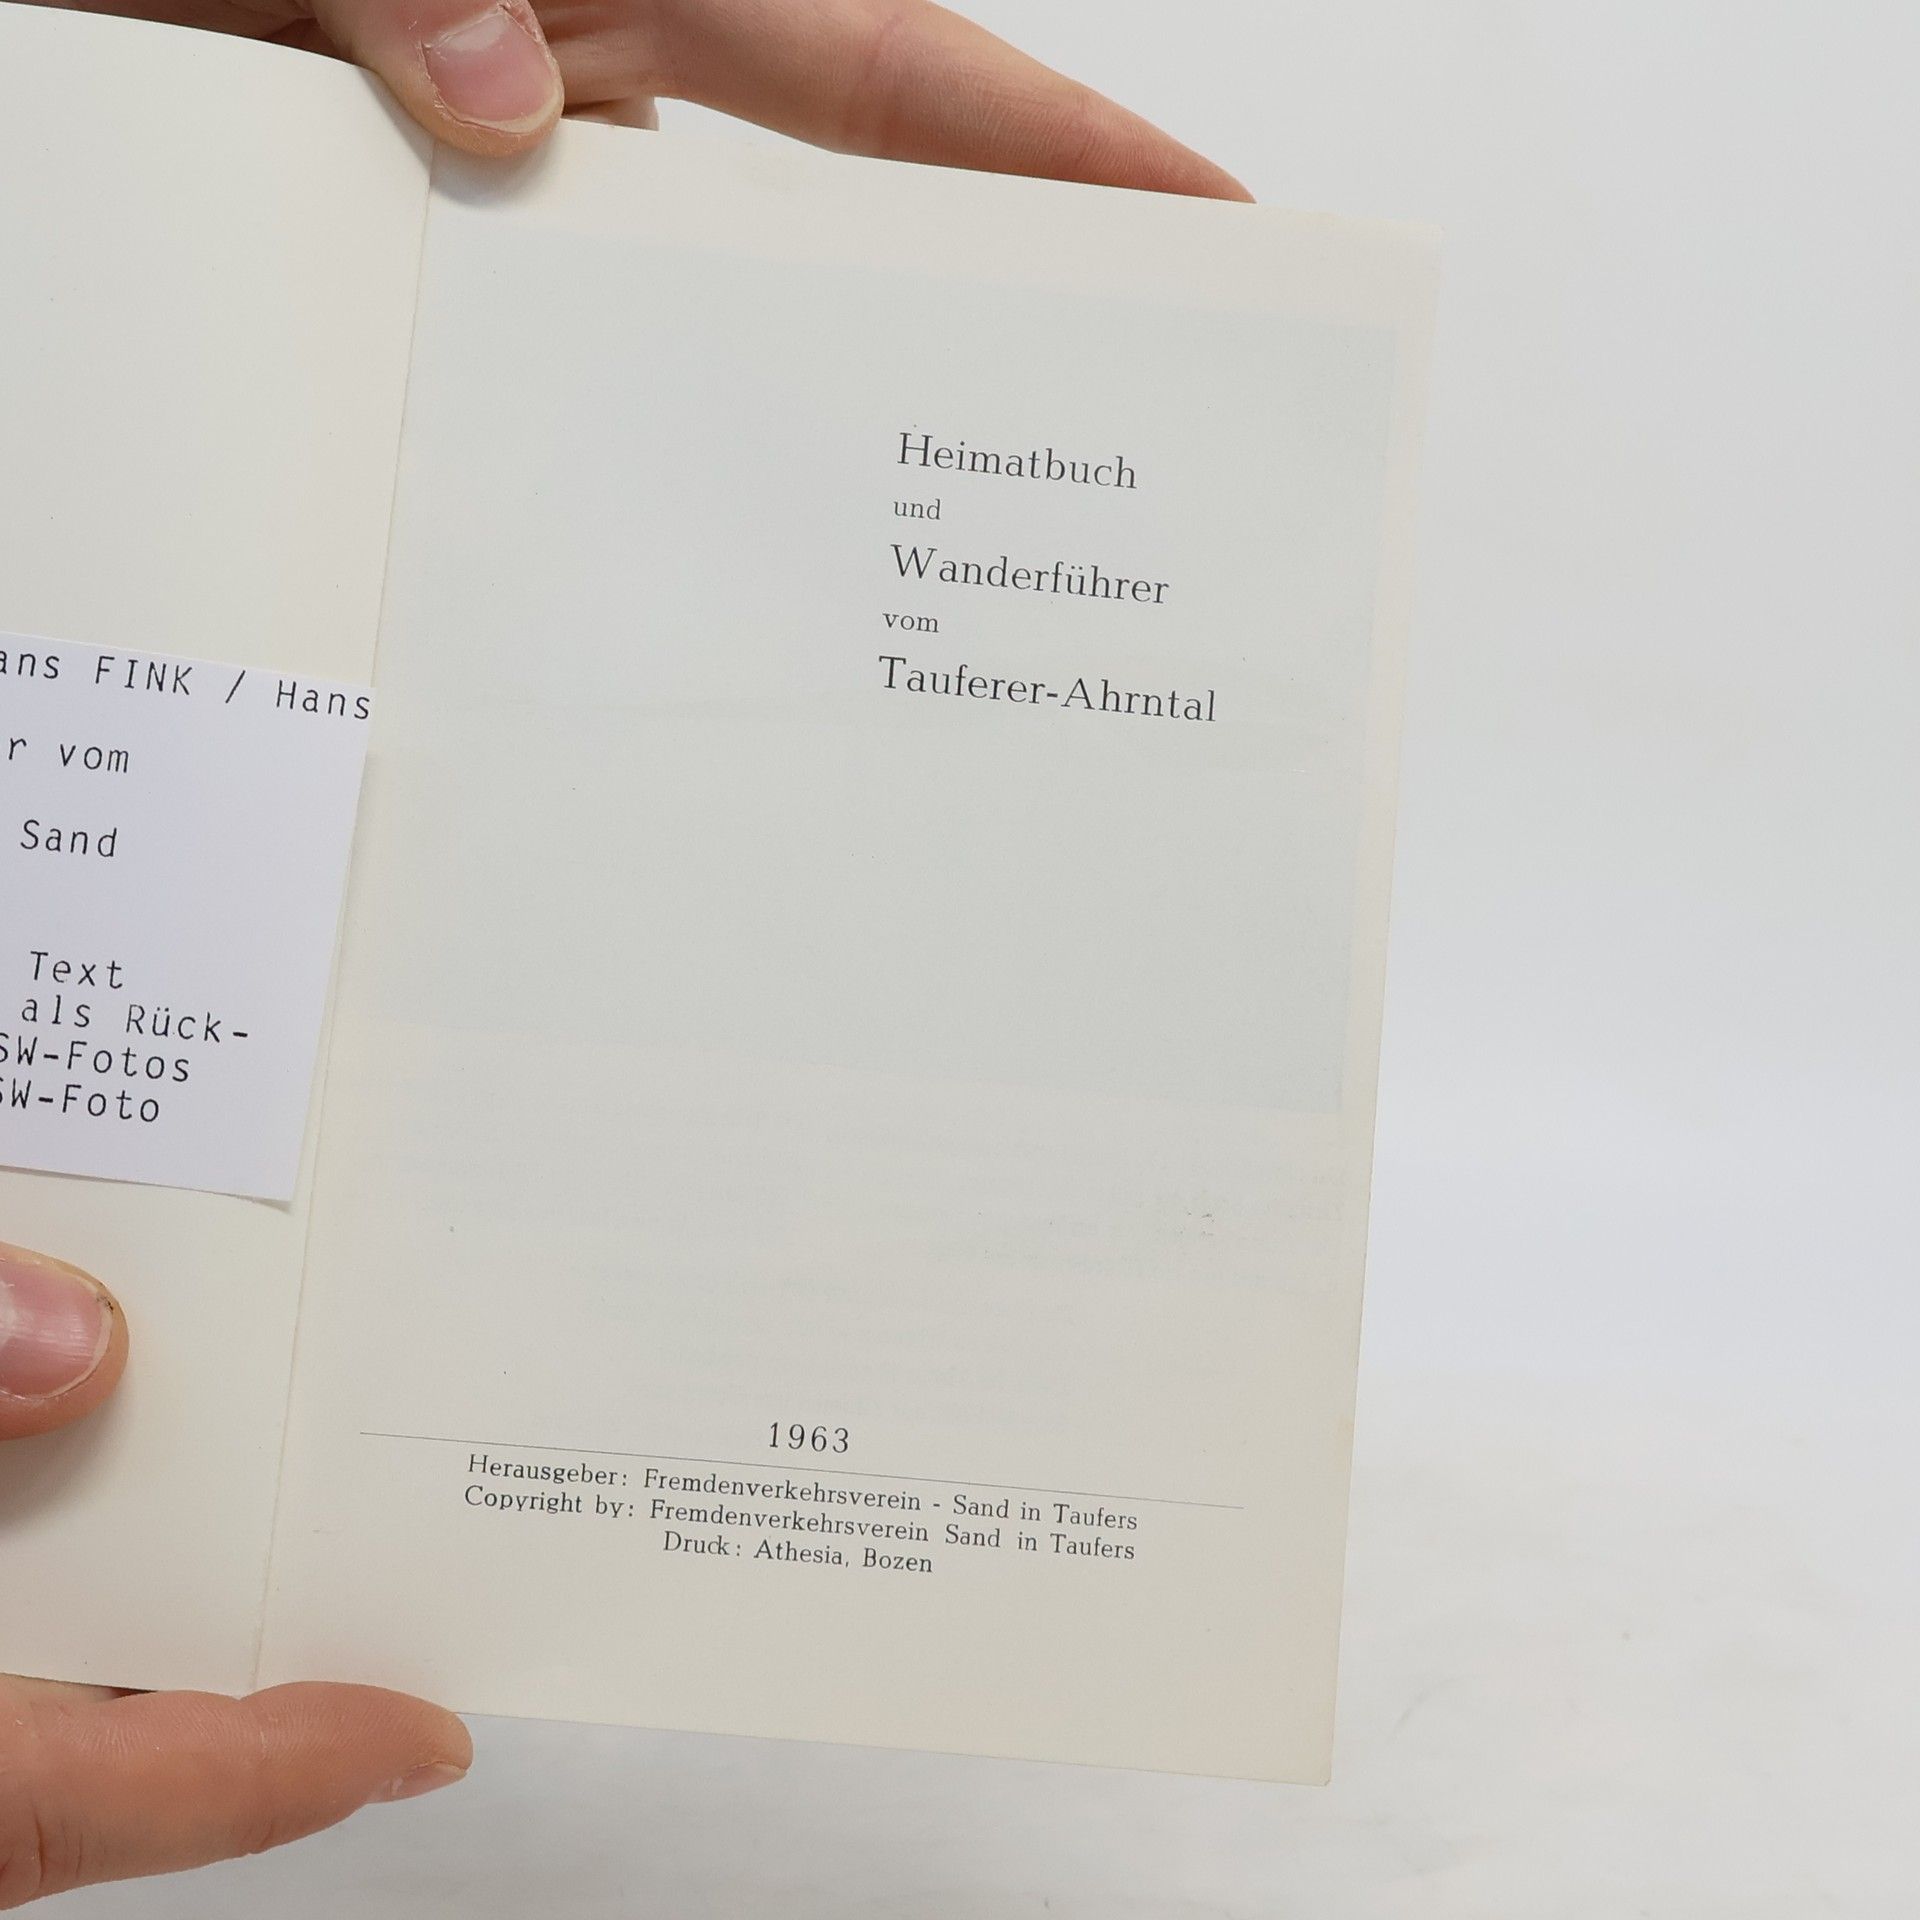 FINK / Hans
vom
Sand
Text
als Rück-
SW-Fotos
SW-Foto
Heimatbuch
und
Wanderführer
vom
Tauferer-Ahrntal
1963
Herausgeber: Fremdenverkehrsverein - Sand in Taufers
Copyright by: Fremdenverkehrsverein Sand in Taufers
Druck: Athesia, Bozen